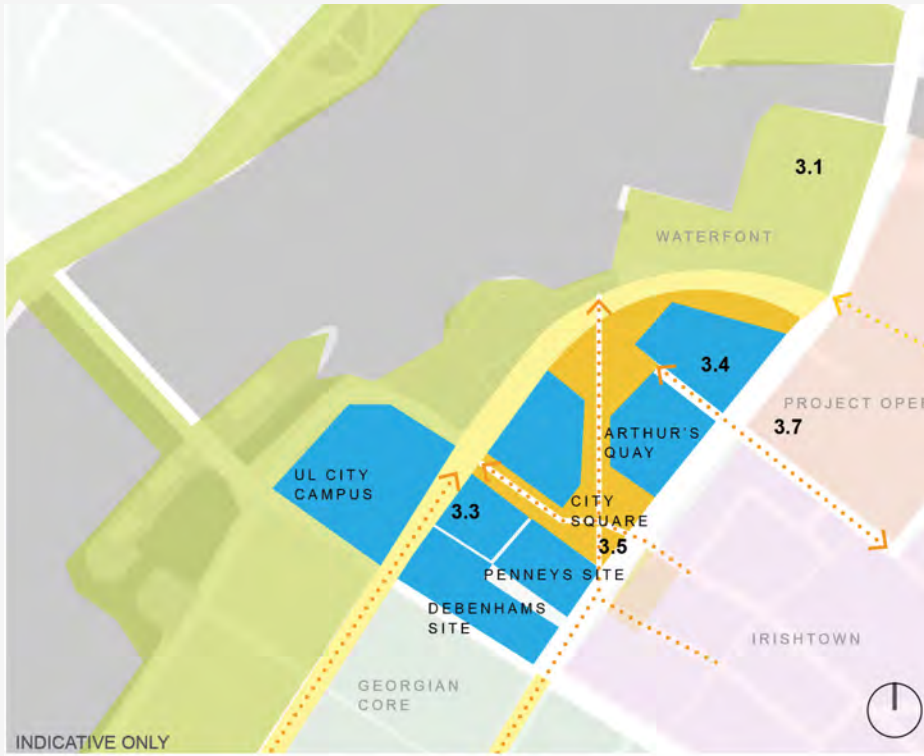 3.1
WATERFONT
3.4
PROJECT OPER
3.7
ARTHUR'S
QUAY
UL CITY
CAMPUS
CITY
SQUARE
3.3
3.5
PENNEYS SITE
DEBENHAMS
SITE
IRISHTOWN
GEORGIAN
CORE
INDICATIVE ONLY